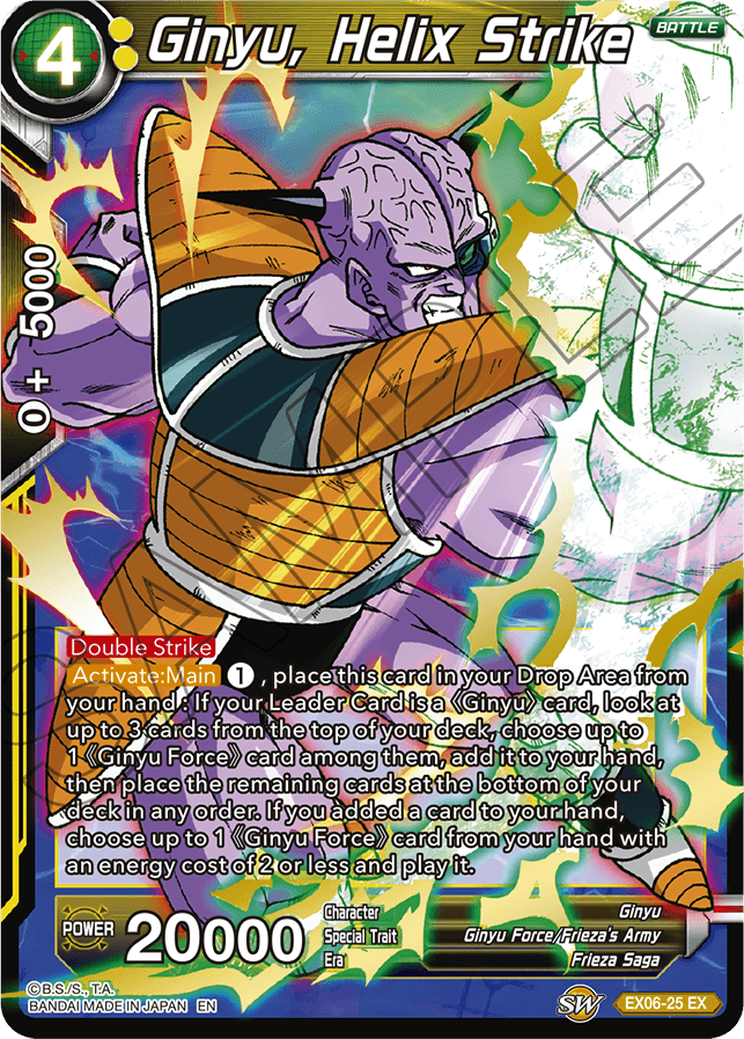 4
Ginyu, Helix Strike
BATTLE
0 + 5000
SAMPLE
Double Strike
Activate:Main 1 , place this card in your Drop Area from
your hand : If your Leader Card is a 《Ginyu》 card, look at
up to 3 cards from the top of your deck, choose up to
1 《Ginyu Force》 card among them, add it to your hand,
then place the remaining cards at the bottom of your
deck in any order. If you added a card to your hand,
choose up to 1 《Ginyu Force》 card from your hand with
an energy cost of 2 or less and play it.
POWER 20000
Character Ginyu
Special Trait Ginyu Force/Frieza's Army
Era Frieza Saga
©B.S./S., T.A.
BANDAI MADE IN JAPAN EN
SW EX06-25 EX